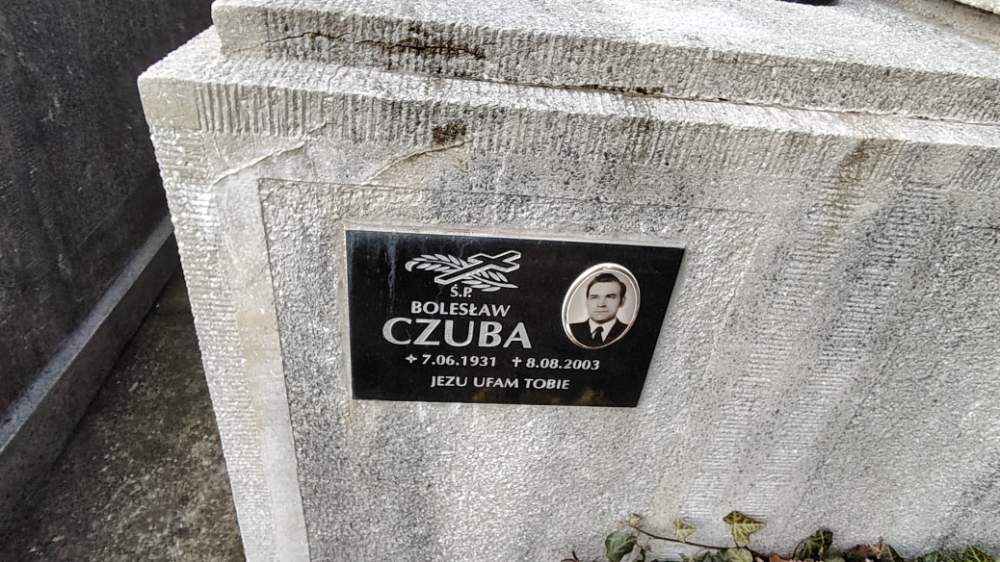 Ś.P.
BOLESŁAW
CZUBA
7.06.1931 † 8.08.2003
JEZU UFAM TOBIE